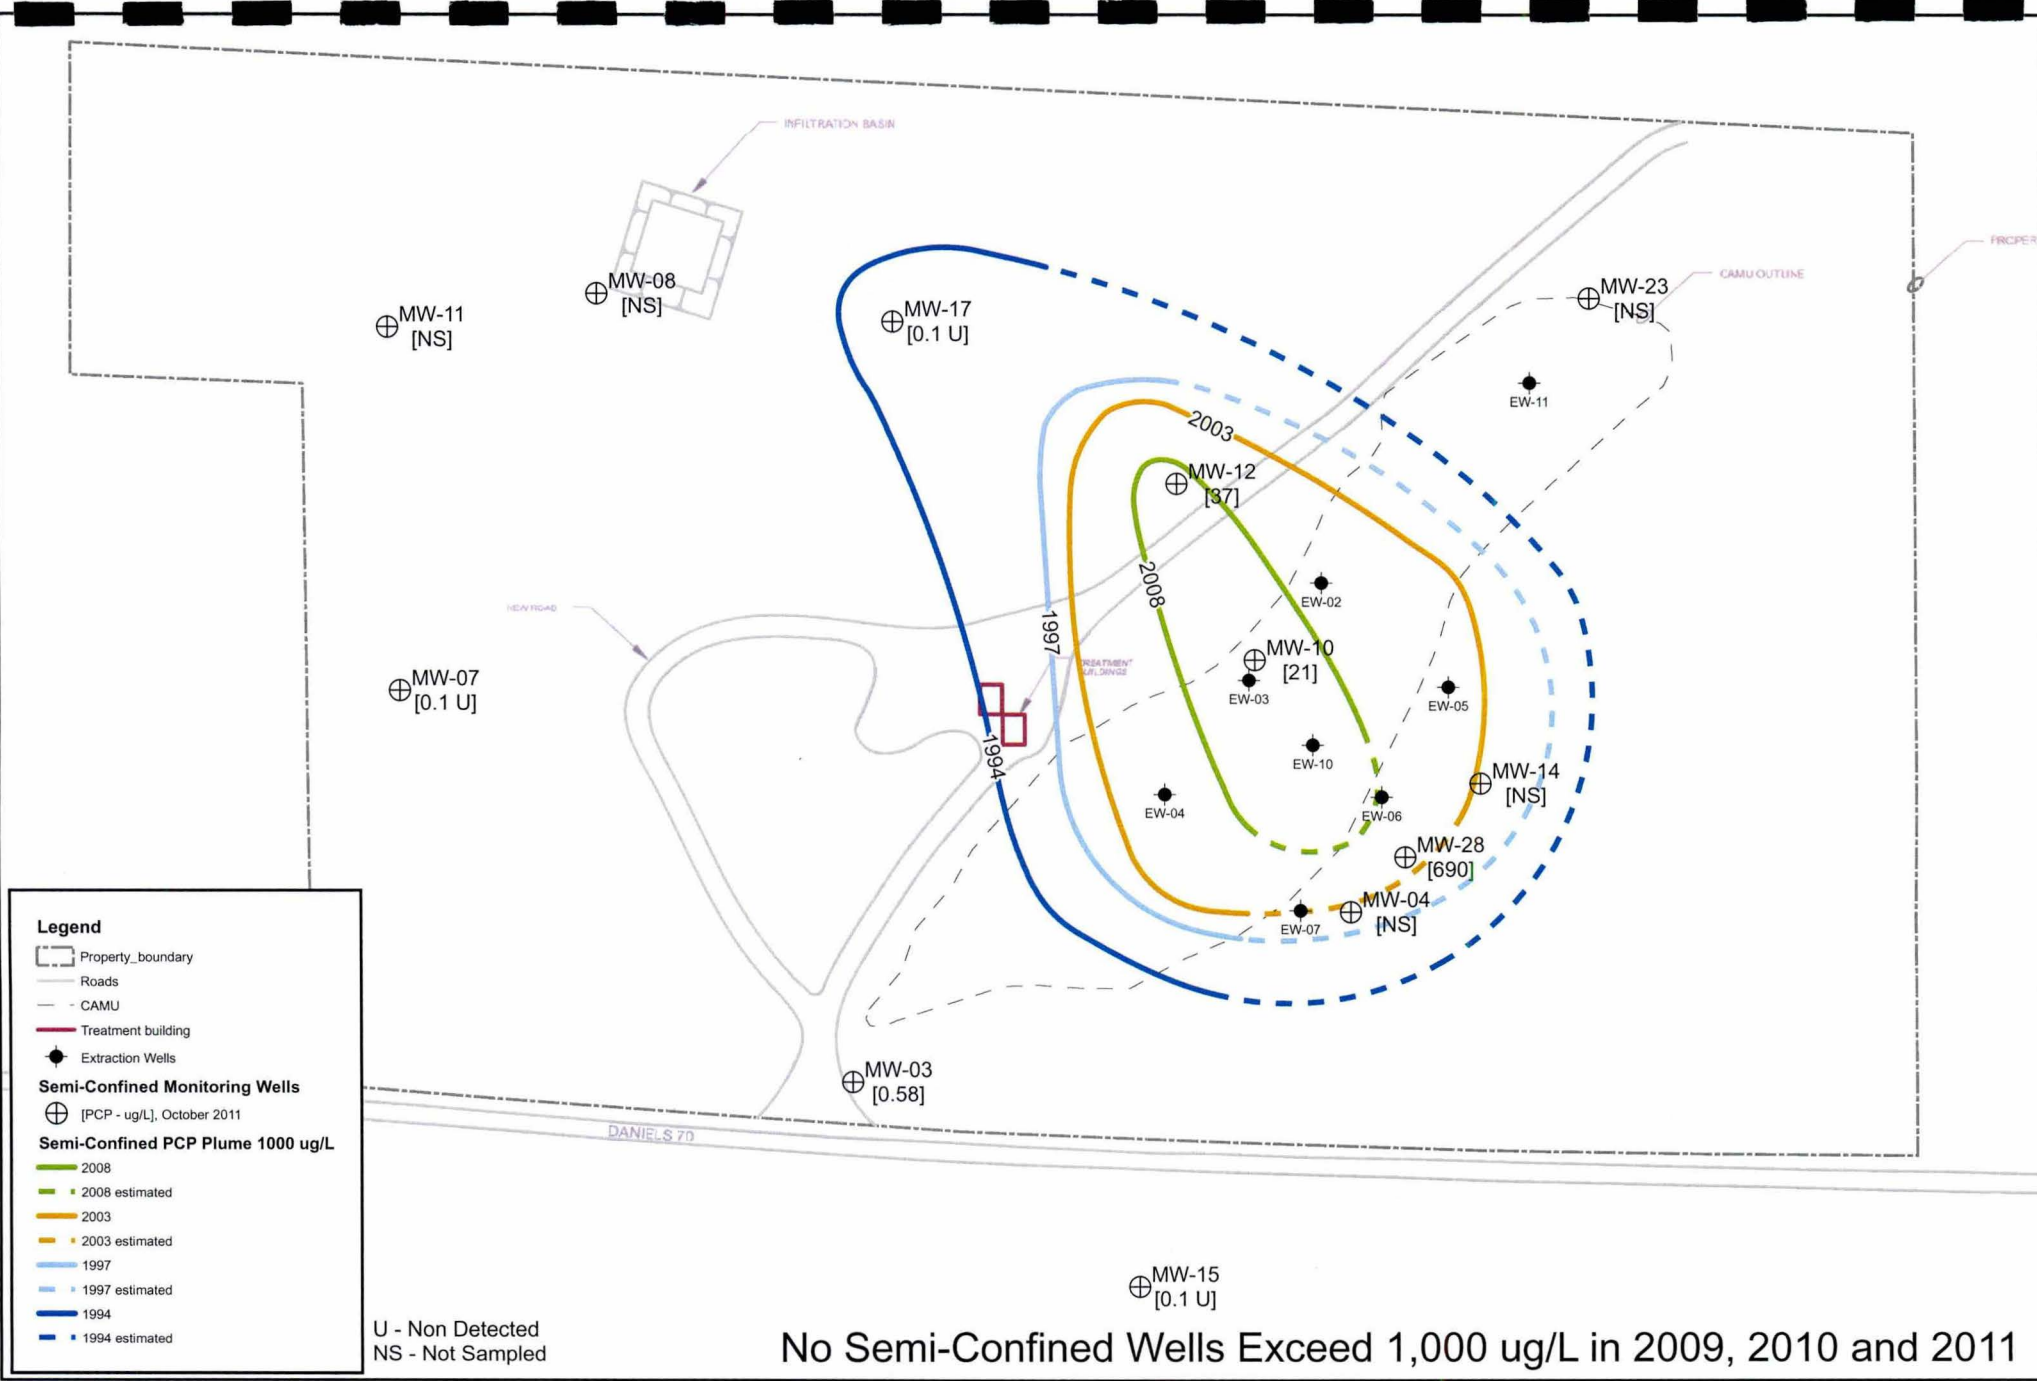 INFILTRATION BASIN
PROPER
CAMU OUTLINE
MW-23
[NS]
MW-08
[NS]
MW-11
[NS]
MW-17
[0.1 U]
EW-11
2003
MW-12
[37]
2008
EW-02
NEW ROAD
1997
MW-10
[21]
TREATMENT
BUILDINGS
EW-03
EW-05
MW-07
[0.1 U]
1994
EW-10
MW-14
[NS]
EW-04
EW-06
MW-28
[690]
MW-04
[NS]
EW-07
MW-03
[0.58]
DANIELS 70
MW-15
[0.1 U]
Legend
Property_boundary
Roads
CAMU
Treatment building
Extraction Wells
Semi-Confined Monitoring Wells
[PCP - ug/L], October 2011
Semi-Confined PCP Plume 1000 ug/L
2008
2008 estimated
2003
2003 estimated
1997
1997 estimated
1994
1994 estimated
U - Non Detected
NS - Not Sampled
No Semi-Confined Wells Exceed 1,000 ug/L in 2009, 2010 and 2011